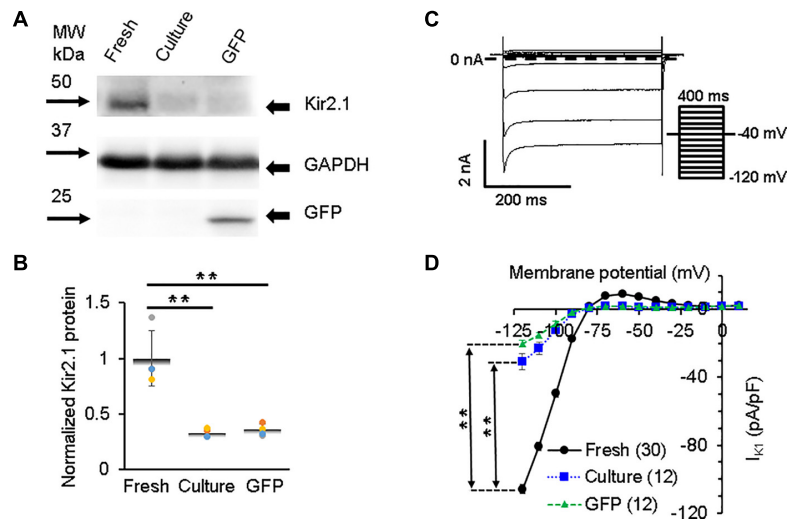 A
MW
kDa
Fresh
Culture
GFP
50
Kir2.1
37
GAPDH
25
GFP
B
**
**
Normalized Kir2.1 protein
1.5
1
0.5
0
Fresh Culture GFP
C
0 nA
2 nA
200 ms
400 ms
-40 mV
-120 mV
D
Membrane potential (mV)
-125 -100 -75 -50 -25 0
0
-40
-80
-120
**
**
IK1 (pA/pF)
Fresh (30)
Culture (12)
GFP (12)